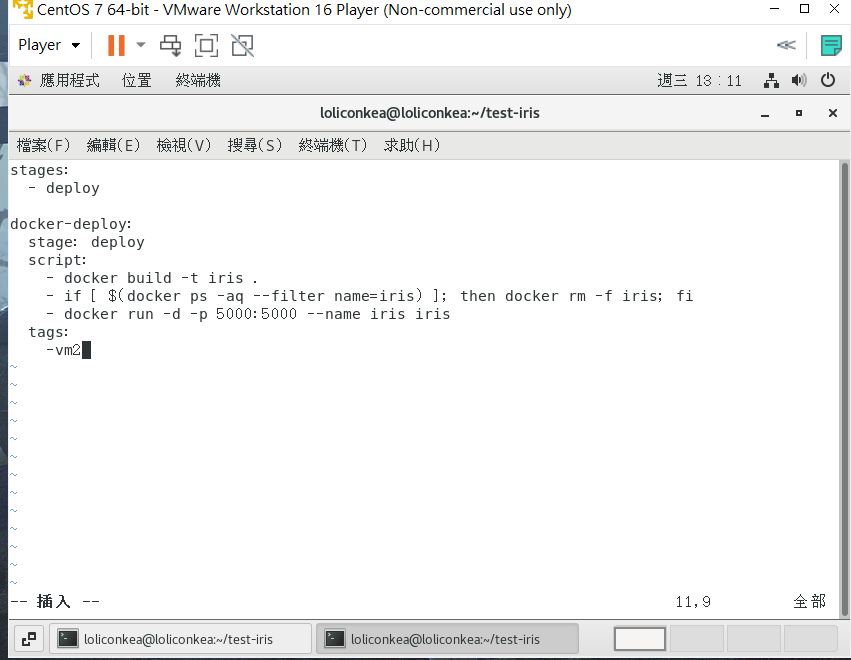 CentOS 7 64-bit - VMware Workstation 16 Player (Non-commercial use only)
Player
應用程式 位置 終端機 週三 13：11
loliconkea@loliconkea:~/test-iris
檔案(F) 編輯(E) 檢視(V) 搜尋(S) 終端機(T) 求助(H)
stages:
  - deploy

docker-deploy:
  stage: deploy
  script:
    - docker build -t iris .
    - if [ $(docker ps -aq --filter name=iris) ]; then docker rm -f iris; fi
    - docker run -d -p 5000:5000 --name iris iris
  tags:
    -vm2
~
~
~
~
~
~
~
~
~
~
~
~
~
-- 插入 -- 11,9 全部
loliconkea@loliconkea:~/test-iris loliconkea@loliconkea:~/test-iris